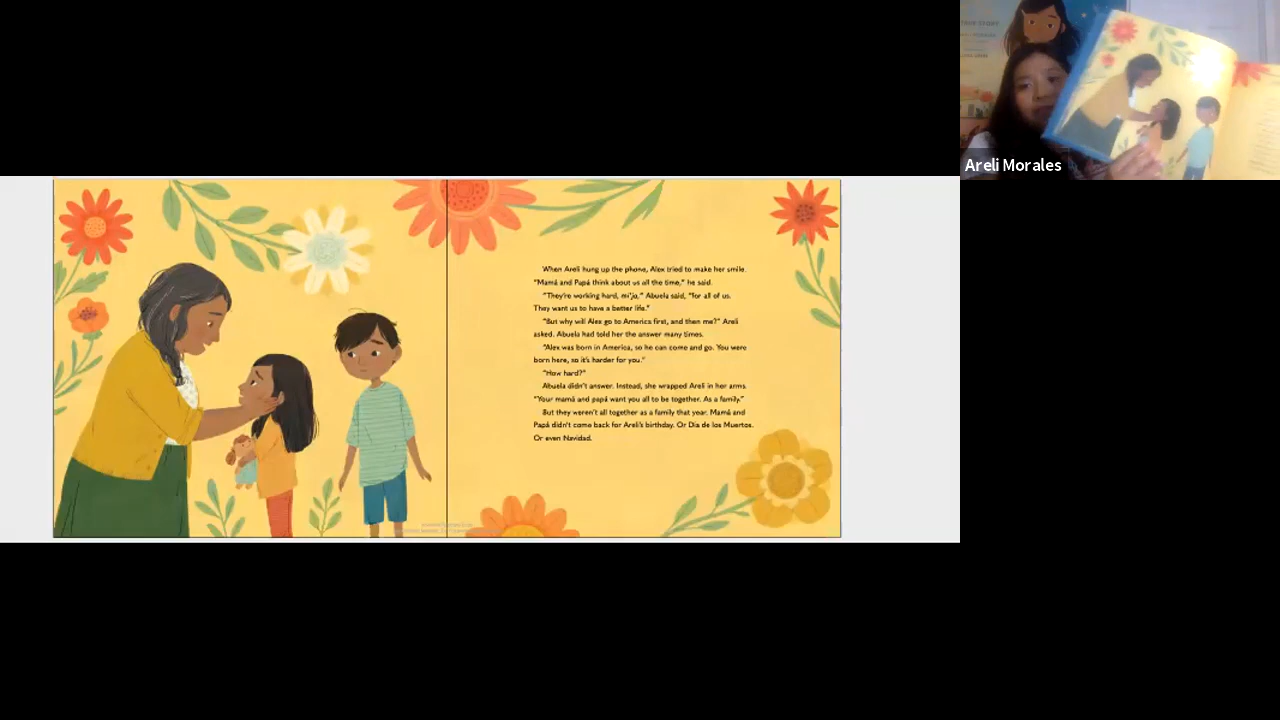 When Areli hung up the phone, Alex tried to make her smile.
“Mamá and Papá think about us all the time,” he said.
“They’re working hard, mi’ja,” Abuela said, “for all of us.
They want us to have a better life.”
“But why will Alex go to America first, and then me?” Areli
asked. Abuela had told her the answer many times.
“Alex was born in America, so he can come and go. You were
born here, so it’s harder for you.”
“How hard?”
Abuela didn’t answer. Instead, she wrapped Areli in her arms.
“Your mamá and papá want you all to be together. As a family.”
But they weren’t all together as a family that year. Mamá and
Papá didn’t come back for Areli’s birthday. Or Día de los Muertos.
Or even Navidad.
Areli Morales